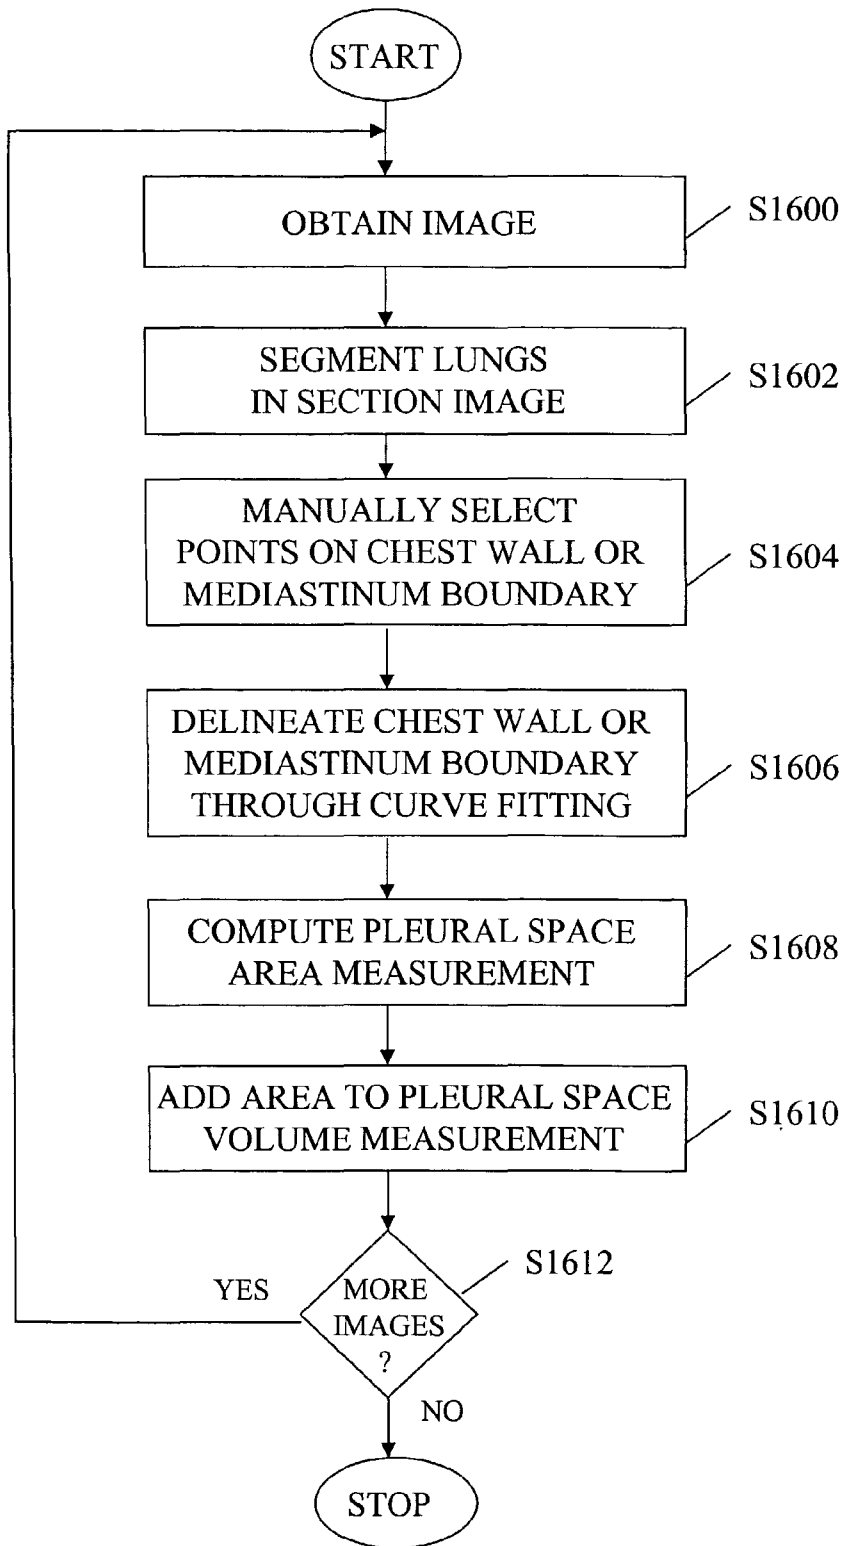 START
OBTAIN IMAGE
S1600
SEGMENT LUNGS
IN SECTION IMAGE
S1602
MANUALLY SELECT
POINTS ON CHEST WALL OR
MEDIASTINUM BOUNDARY
S1604
DELINEATE CHEST WALL OR
MEDIASTINUM BOUNDARY
THROUGH CURVE FITTING
S1606
COMPUTE PLEURAL SPACE
AREA MEASUREMENT
S1608
ADD AREA TO PLEURAL SPACE
VOLUME MEASUREMENT
S1610
MORE
IMAGES
?
S1612
YES
NO
STOP